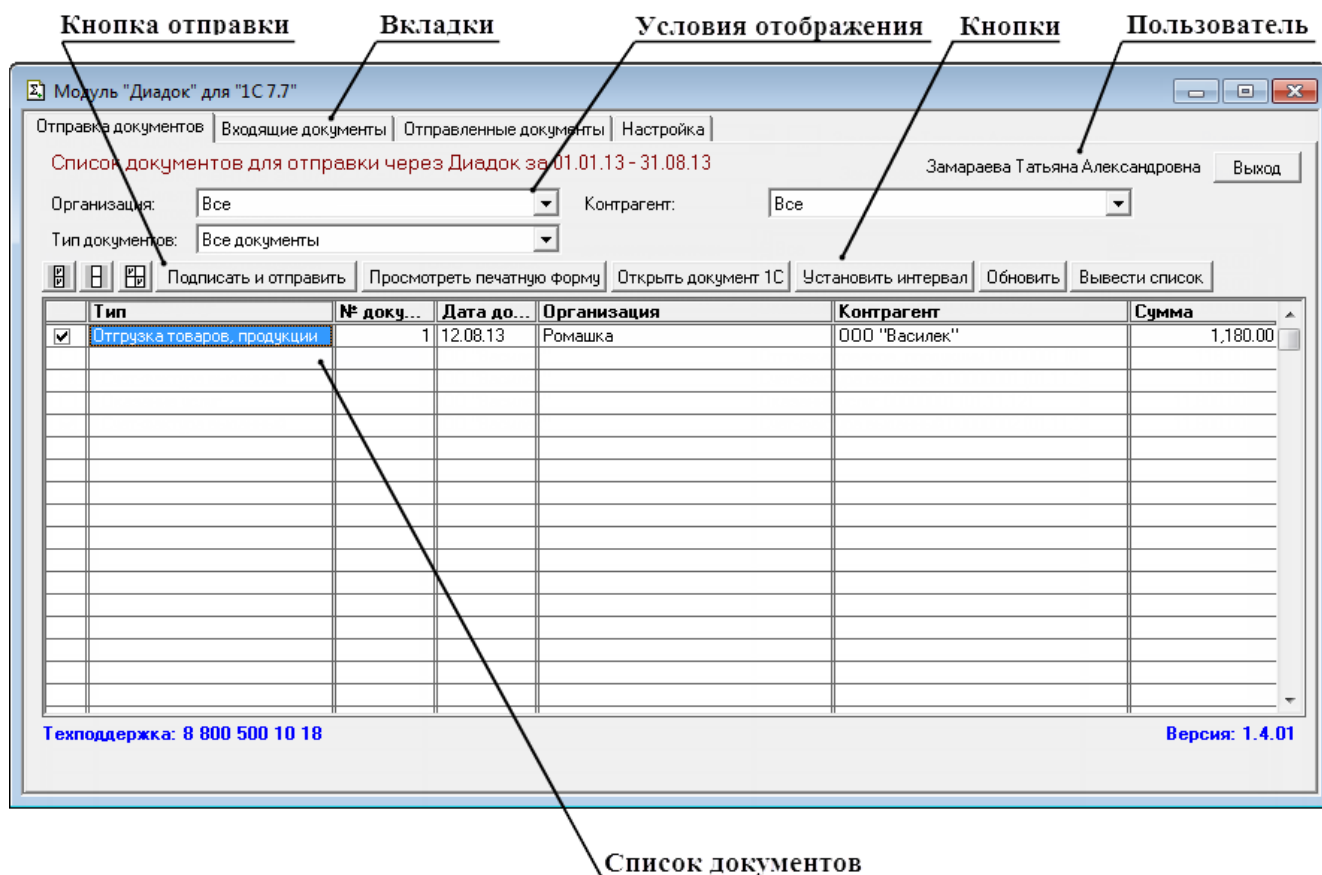 Кнопка отправки Вкладки Условия отображения Кнопки Пользователь
Модуль "Диадок" для "1С 7.7"
Отправка документов Входящие документы Отправленные документы Настройка
Список документов для отправки через Диадок за 01.01.13 - 31.08.13 Замараева Татьяна Александровна Выход
Организация: Все Контрагент: Все
Тип документов: Все документы
Подписать и отправить Просмотреть печатную форму Открыть документ 1С Установить интервал Обновить Вывести список
Тип № доку... Дата до... Организация Контрагент Сумма
Отгрузка товаров, продукции 1 12.08.13 Ромашка ООО "Василек" 1,180.00
Техподдержка: 8 800 500 10 18 Версия: 1.4.01
Список документов